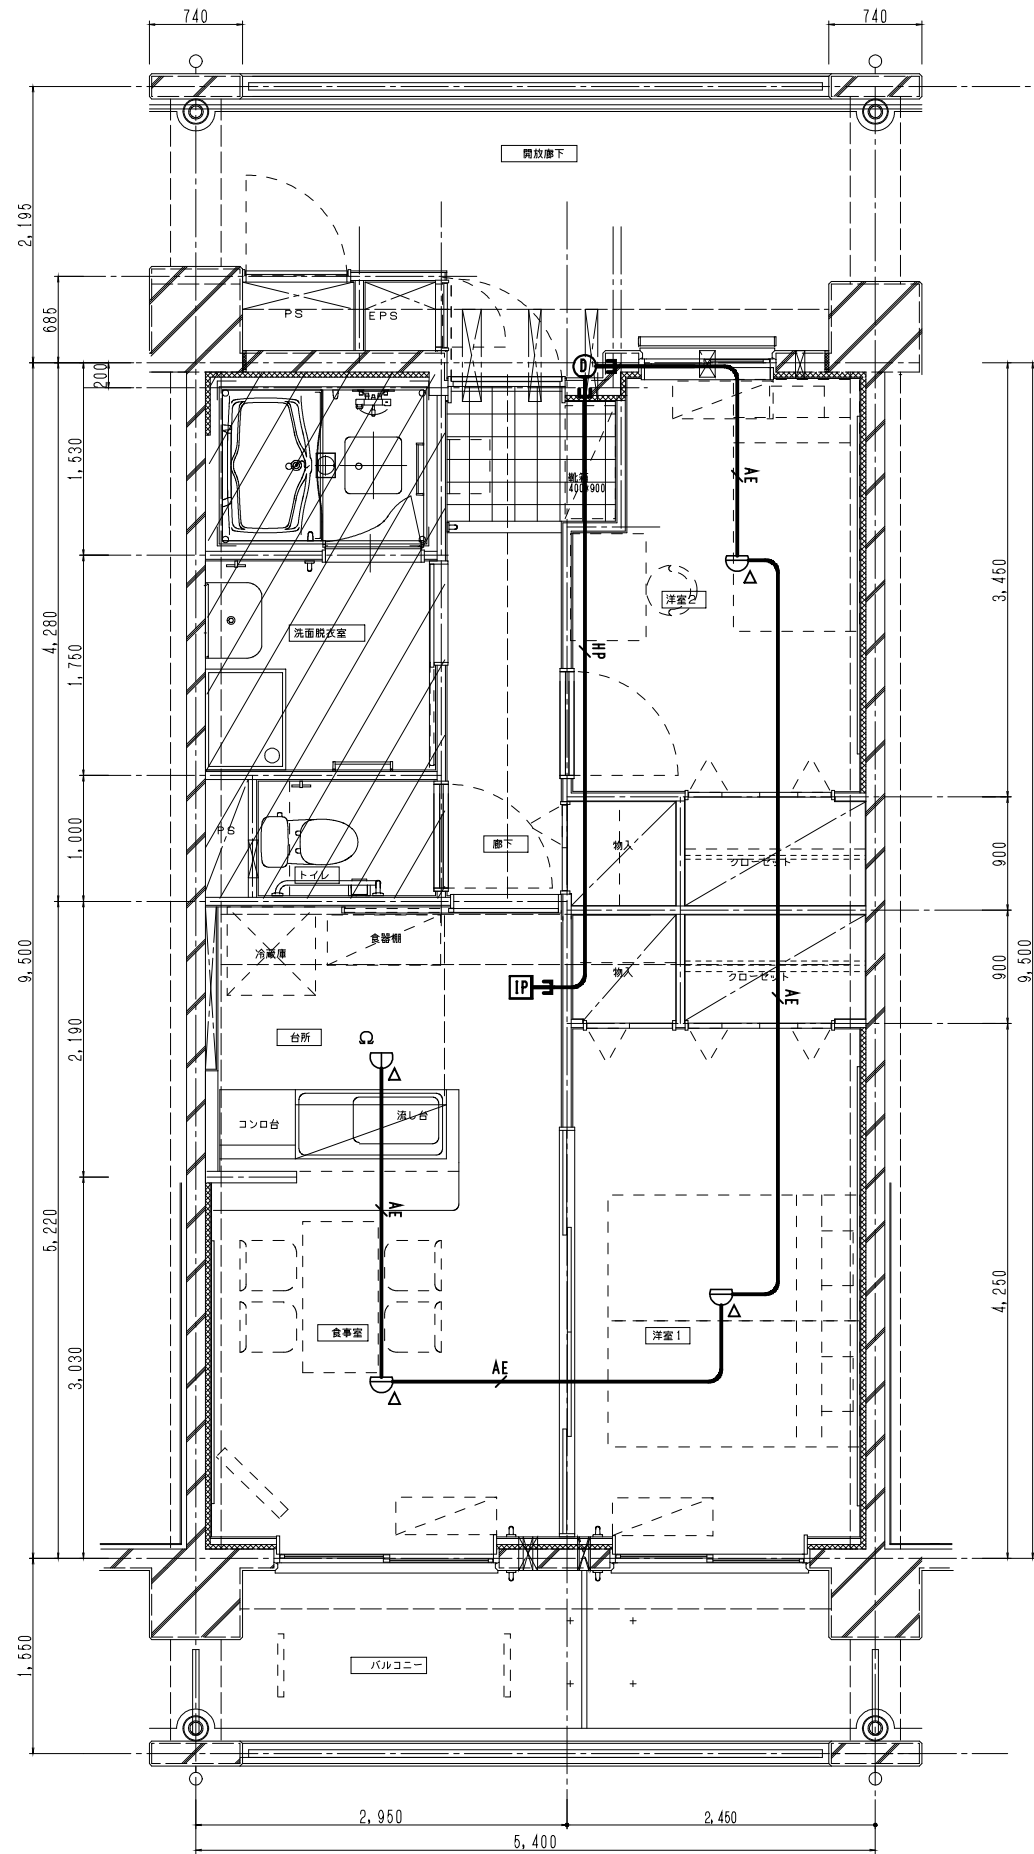 740
740
開放廊下
2,195
685
PS
EPS
200
D
AE
1,530
靴箱
400×900
3,450
洋室2
4,280
洗面脱衣室
1,750
HP
PS
1,000
トイレ
廊下
物入
クローゼット
900
9,500
冷蔵庫
食器棚
物入
クローゼット
900
9,500
IP
AE
台所
Ω
2,190
コンロ台
流し台
AE
5,220
4,250
食事室
洋室1
3,030
AE
1,550
バルコニー
2,950
2,450
5,400